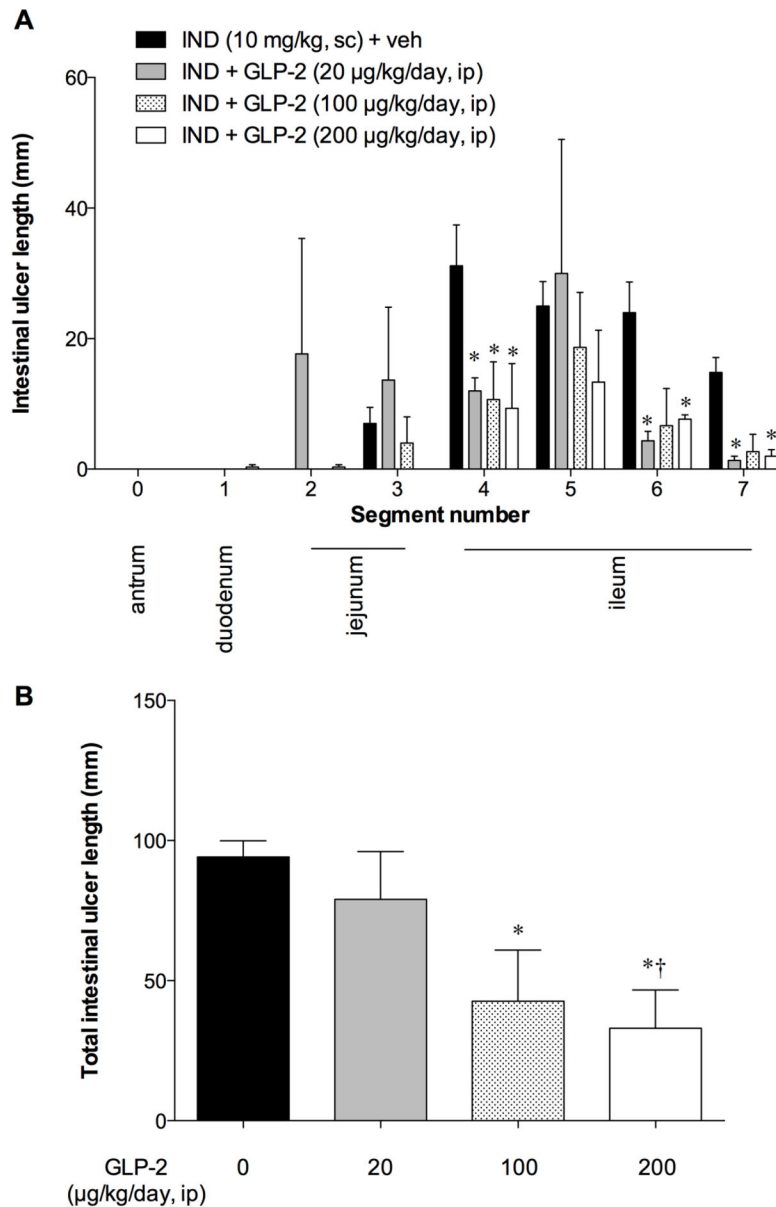 A
IND (10 mg/kg, sc) + veh
IND + GLP-2 (20 µg/kg/day, ip)
IND + GLP-2 (100 µg/kg/day, ip)
IND + GLP-2 (200 µg/kg/day, ip)
Intestinal ulcer length (mm)
60
40
20
0
* * *
* *
* *
0 1 2 3 4 5 6 7
Segment number
antrum
duodenum
jejunum
ileum
B
Total intestinal ulcer length (mm)
150
100
50
0
*
*†
GLP-2 0 20 100 200
(µg/kg/day, ip)